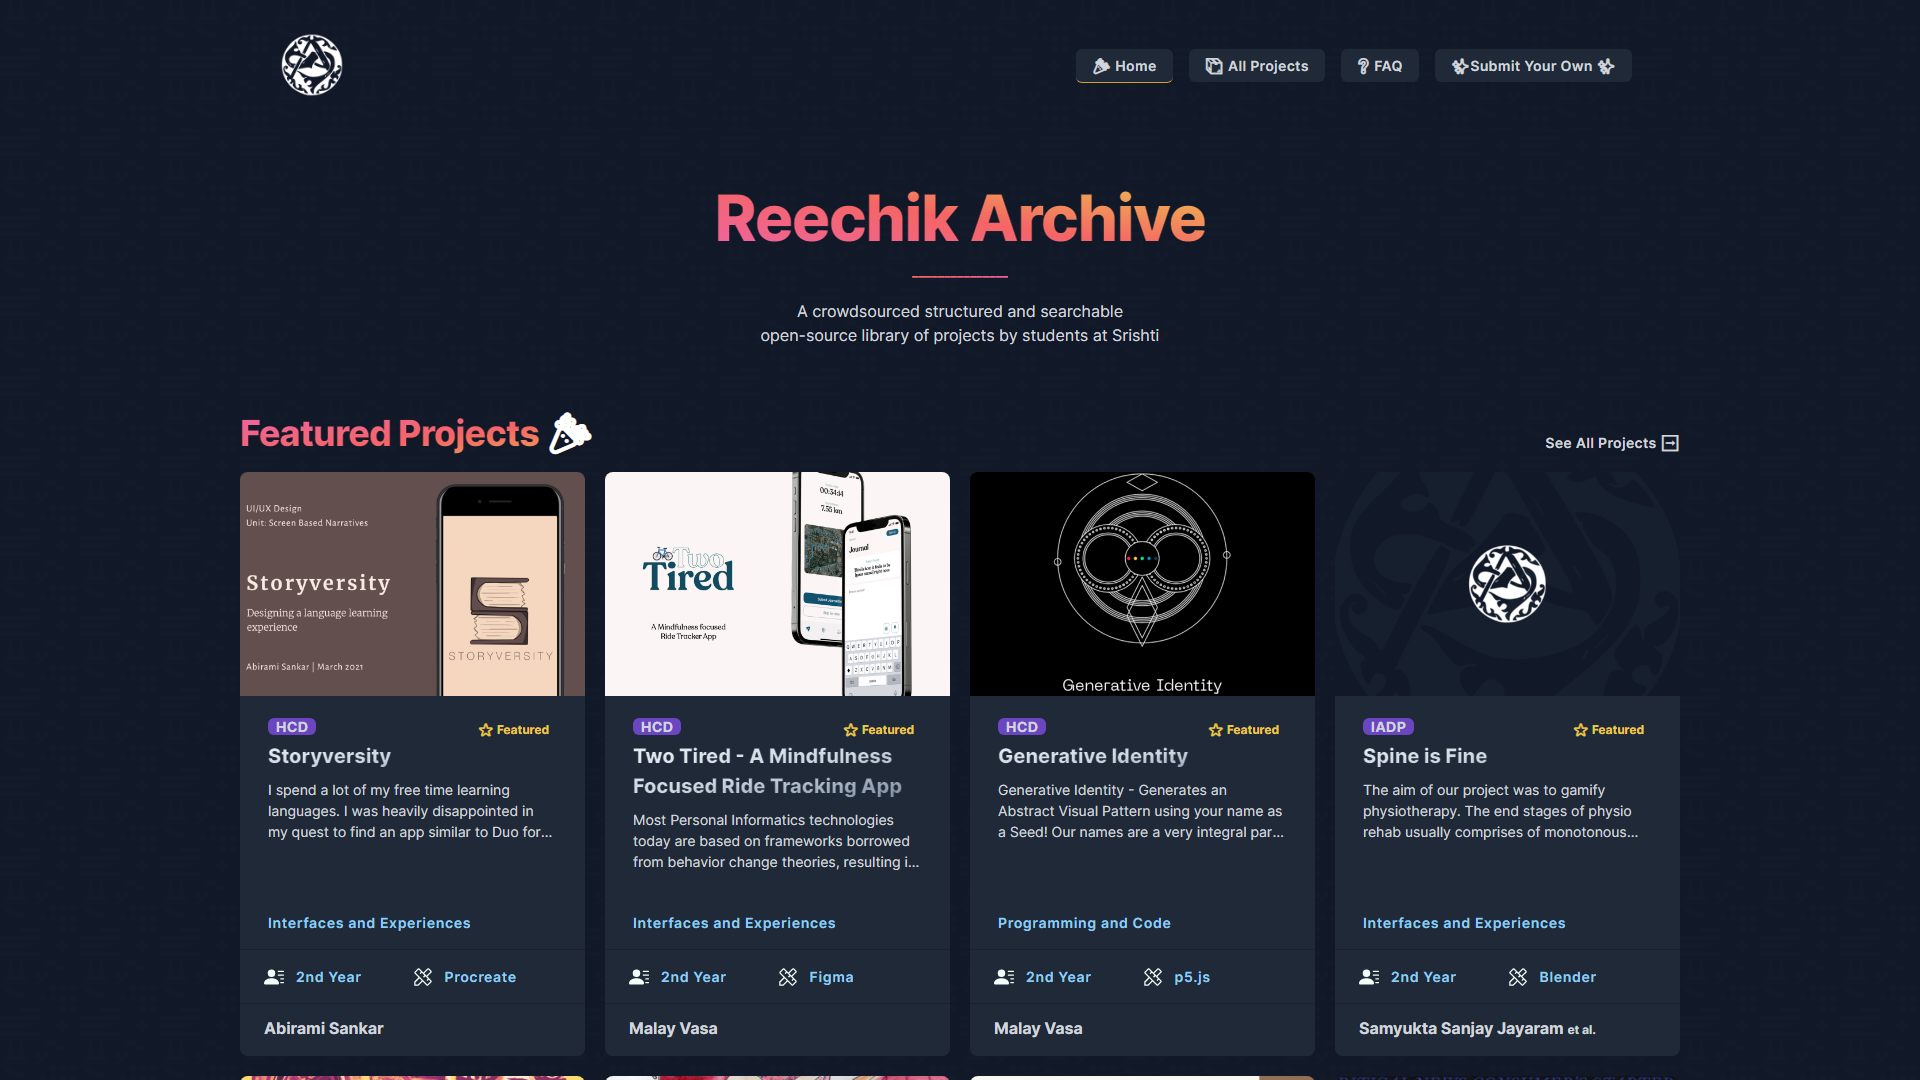 Home
All Projects
FAQ
Submit Your Own
Reechik Archive
A crowdsourced structured and searchable
open-source library of projects by students at Srishti
Featured Projects
See All Projects
UI/UX Design
Unit: Screen Based Narratives
Storyversity
Designing a language learning
experience
Abirami Sankar | March 2021
STORYVERSITY
HCD
Featured
Storyversity
I spend a lot of my free time learning
languages. I was heavily disappointed in
my quest to find an app similar to Duo for...
Interfaces and Experiences
2nd Year
Procreate
Abirami Sankar
Two
Tired
A Mindfulness focused
Ride Tracker App
00:34:14
7.55 km
Journal
HCD
Featured
Two Tired - A Mindfulness
Focused Ride Tracking App
Most Personal Informatics technologies
today are based on frameworks borrowed
from behavior change theories, resulting i...
Interfaces and Experiences
2nd Year
Figma
Malay Vasa
Generative Identity
HCD
Featured
Generative Identity
Generative Identity - Generates an
Abstract Visual Pattern using your name as
a Seed! Our names are a very integral par...
Programming and Code
2nd Year
p5.js
Malay Vasa
IADP
Featured
Spine is Fine
The aim of our project was to gamify
physiotherapy. The end stages of physio
rehab usually comprises of monotonous...
Interfaces and Experiences
2nd Year
Blender
Samyukta Sanjay Jayaram et al.